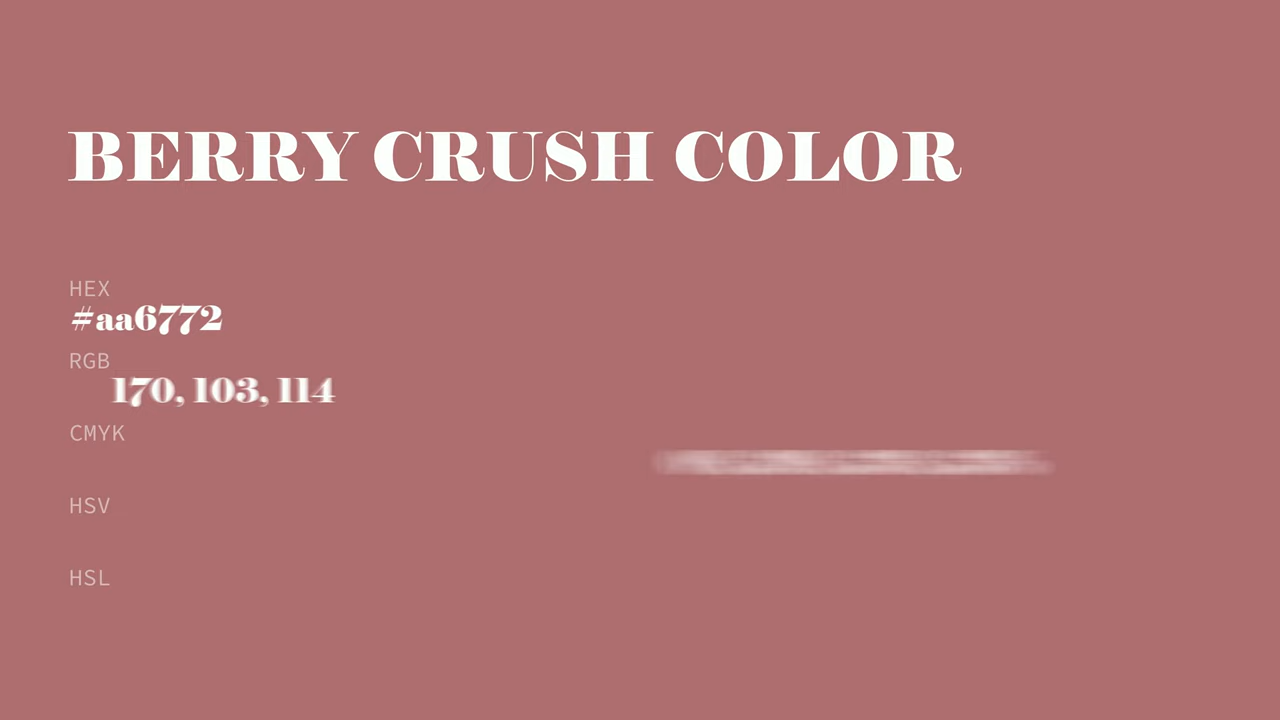 BERRY CRUSH COLOR
HEX
#aa6772
RGB
170, 103, 114
CMYK
HSV
HSL